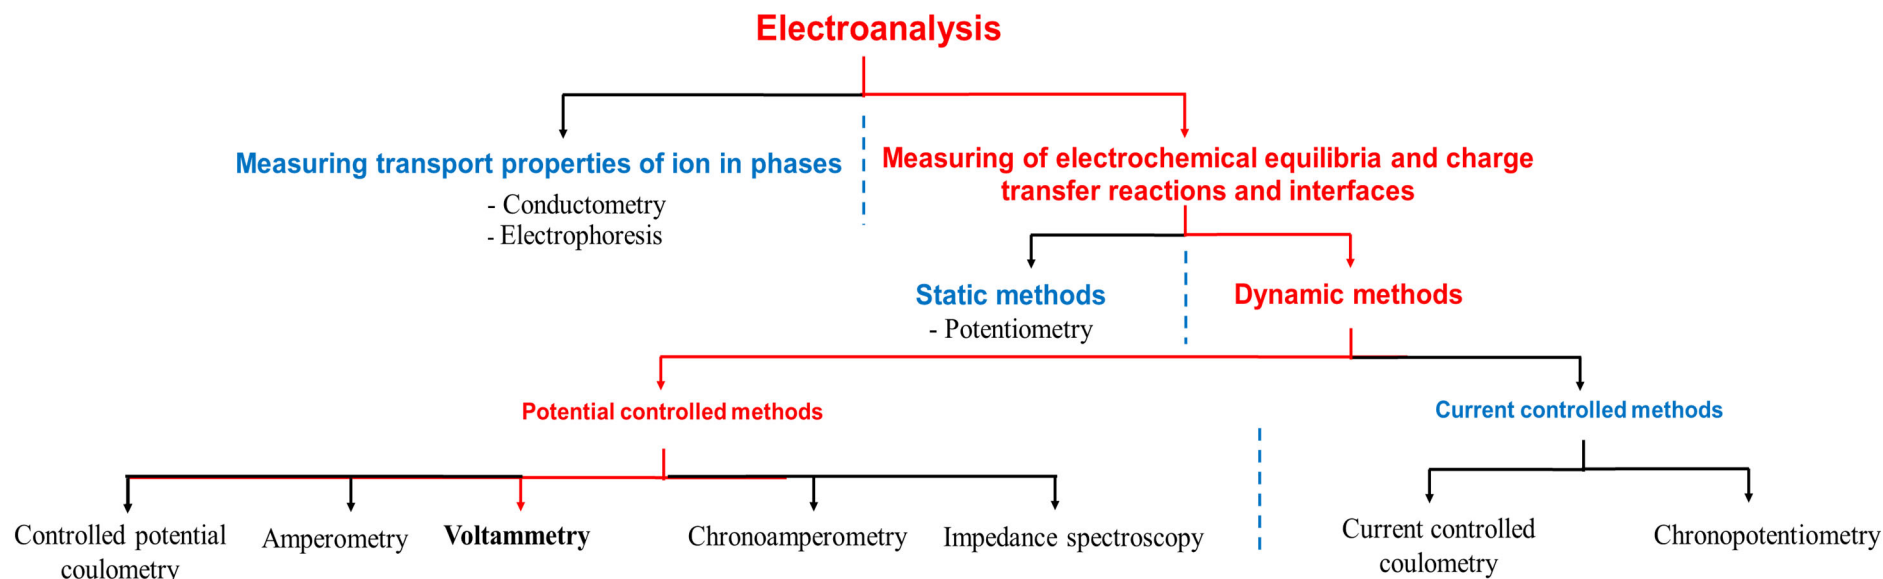 Electroanalysis
Measuring transport properties of ion in phases
- Conductometry
- Electrophoresis
Measuring of electrochemical equilibria and charge
transfer reactions and interfaces
Static methods
- Potentiometry
Dynamic methods
Potential controlled methods
Current controlled methods
Controlled potential
coulometry
Amperometry
Voltammetry
Chronoamperometry
Impedance spectroscopy
Current controlled
coulometry
Chronopotentiometry